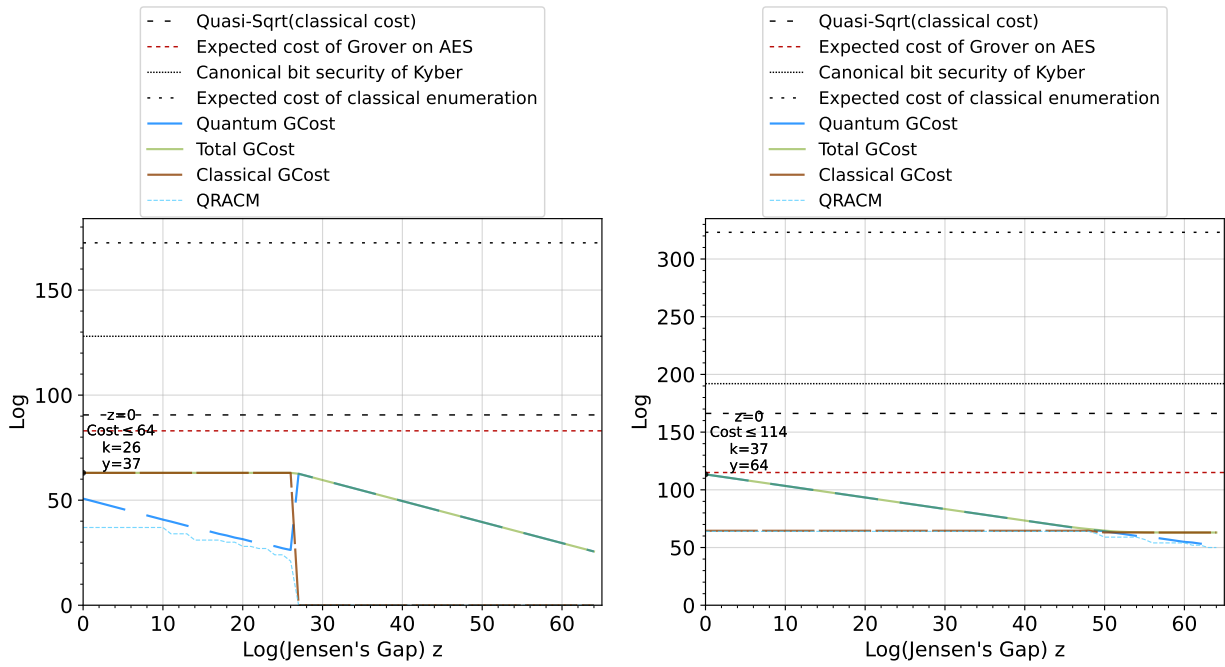 Quasi-Sqrt(classical cost)
Expected cost of Grover on AES
Canonical bit security of Kyber
Expected cost of classical enumeration
Quantum GCost
Total GCost
Classical GCost
QRACM
150
100
50
0
Log
z=0
Cost ≤ 64
k=26
y=37
0 10 20 30 40 50 60
Log(Jensen's Gap) z
Quasi-Sqrt(classical cost)
Expected cost of Grover on AES
Canonical bit security of Kyber
Expected cost of classical enumeration
Quantum GCost
Total GCost
Classical GCost
QRACM
300
250
200
150
100
50
0
Log
z=0
Cost ≤ 114
k=37
y=64
0 10 20 30 40 50 60
Log(Jensen's Gap) z